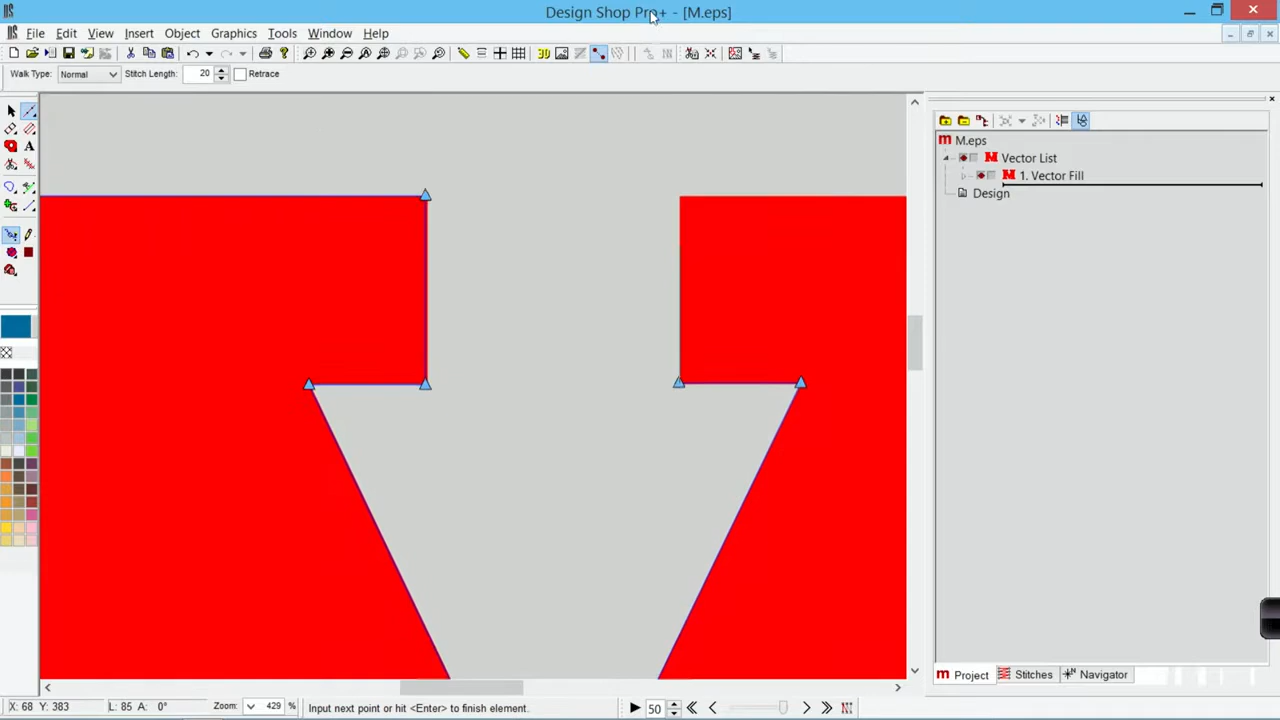 Design Shop Pro+ - [M.eps]
File Edit View Insert Object Graphics Tools Window Help
3D
Walk Type: Normal Stitch Length: 20 Retrace
A
M.eps
Vector List
1. Vector Fill
Design
Project Stitches Navigator
X: 68 Y: 383 L: 85 A: 0° Zoom: 429 % Input next point or hit <Enter> to finish element. 50